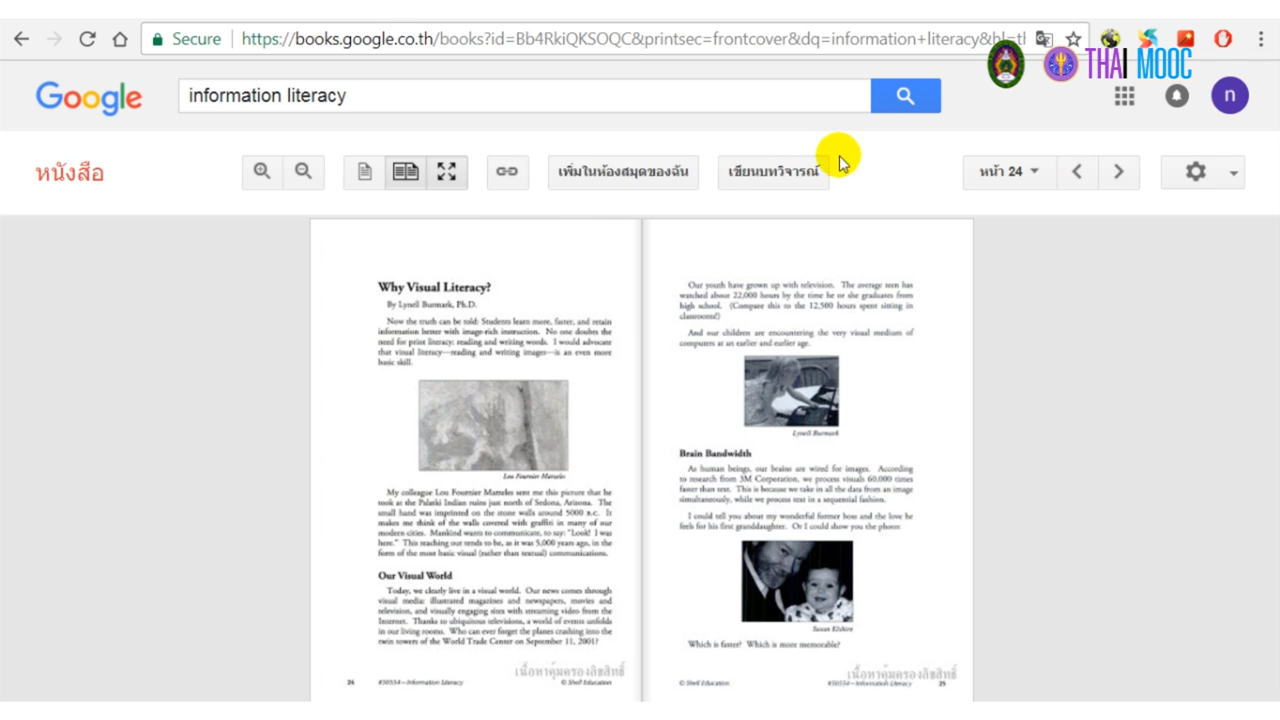 Secure
https://books.google.co.th/books?id=Bb4RkiQKSOQC&printsec=frontcover&dq=information+literacy&hl=tl
THAI MOOC
Google
information literacy
n
หนังสือ
เพิ่มในห้องสมุดของฉัน
เขียนบทวิจารณ์
หน้า 24
Why Visual Literacy?
By Lynell Burmark, Ph.D.
Now the truth can be told: Students learn more, faster, and retain
information better with image-rich instruction. No one doubts the
need for print literacy: reading and writing words. I would advocate
that visual literacy—reading and writing images—is an even more
basic skill.
Lou Fournier Marzeles
My colleague Lou Fournier Marzeles sent me this picture that he
took at the Palatki Indian ruins just north of Sedona, Arizona. The
small hand was imprinted on the stone walls around 5000 B.C. It
makes me think of the walls covered with graffiti in many of our
modern cities. Mankind wants to communicate, to say: "Look! I was
here." This reaching out tends to be, as it was 5,000 years ago, in the
form of the most basic visual (rather than textual) communications.
Our Visual World
Today, we clearly live in a visual world. Our news comes through
visual media: illustrated magazines and newspapers, movies and
television, and visually engaging sites with streaming video from the
Internet. Thanks to ubiquitous televisions, a world of events unfolds
in our living rooms. Who can ever forget the planes crashing into the
twin towers of the World Trade Center on September 11, 2001?
เนื้อหาคุ้มครองลิขสิทธิ์
24
#50554—Information Literacy
© Shell Education
Our youth have grown up with television. The average teen has
watched about 22,000 hours by the time he or she graduates from
high school. (Compare this to the 12,500 hours spent sitting in
classrooms!)
And our children are encountering the very visual medium of
computers at an earlier and earlier age.
Lynell Burmark
Brain Bandwidth
As human beings, our brains are wired for images. According
to research from 3M Corporation, we process visuals 60,000 times
faster than text. This is because we take in all the data from an image
simultaneously, while we process text in a sequential fashion.
I could tell you about my wonderful former boss and the love he
feels for his first granddaughter. Or I could show you the photo:
Susan Elshire
Which is faster? Which is more memorable?
เนื้อหาคุ้มครองลิขสิทธิ์
© Shell Education
#50554—Information Literacy
25